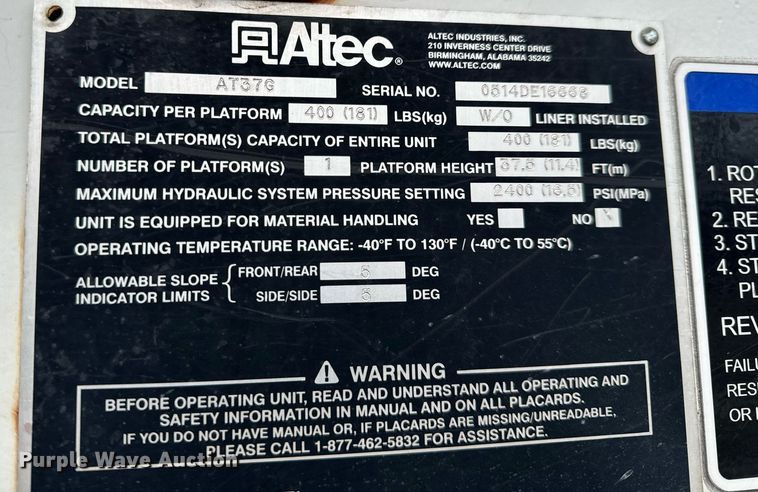 Altec
ALTEC INDUSTRIES, INC.
210 INVERNESS CENTER DRIVE
BIRMINGHAM, ALABAMA 35242
WWW.ALTEC.COM
MODEL AT37G SERIAL NO. 0514DE16668
CAPACITY PER PLATFORM 400 (181) LBS(kg) W/O LINER INSTALLED
TOTAL PLATFORM(S) CAPACITY OF ENTIRE UNIT 400 (181) LBS(kg)
NUMBER OF PLATFORM(S) 1 PLATFORM HEIGHT 37.5 (11.4) FT(m)
MAXIMUM HYDRAULIC SYSTEM PRESSURE SETTING 2400 (16.5) PSI(MPa)
UNIT IS EQUIPPED FOR MATERIAL HANDLING YES NO X
OPERATING TEMPERATURE RANGE: -40°F TO 130°F / (-40°C TO 55°C)
ALLOWABLE SLOPE INDICATOR LIMITS
FRONT/REAR 5 DEG
SIDE/SIDE 5 DEG
WARNING
BEFORE OPERATING UNIT, READ AND UNDERSTAND ALL OPERATING AND
SAFETY INFORMATION IN MANUAL AND ON ALL PLACARDS.
IF YOU DO NOT HAVE MANUAL OR, IF PLACARDS ARE MISSING/UNREADABLE,
PLEASE CALL 1-877-462-5832 FOR ASSISTANCE.
1. ROT
RES
2. RE
3. ST
4. ST
PL
REV
FAILU
RESI
OR
Purple Wave Auction